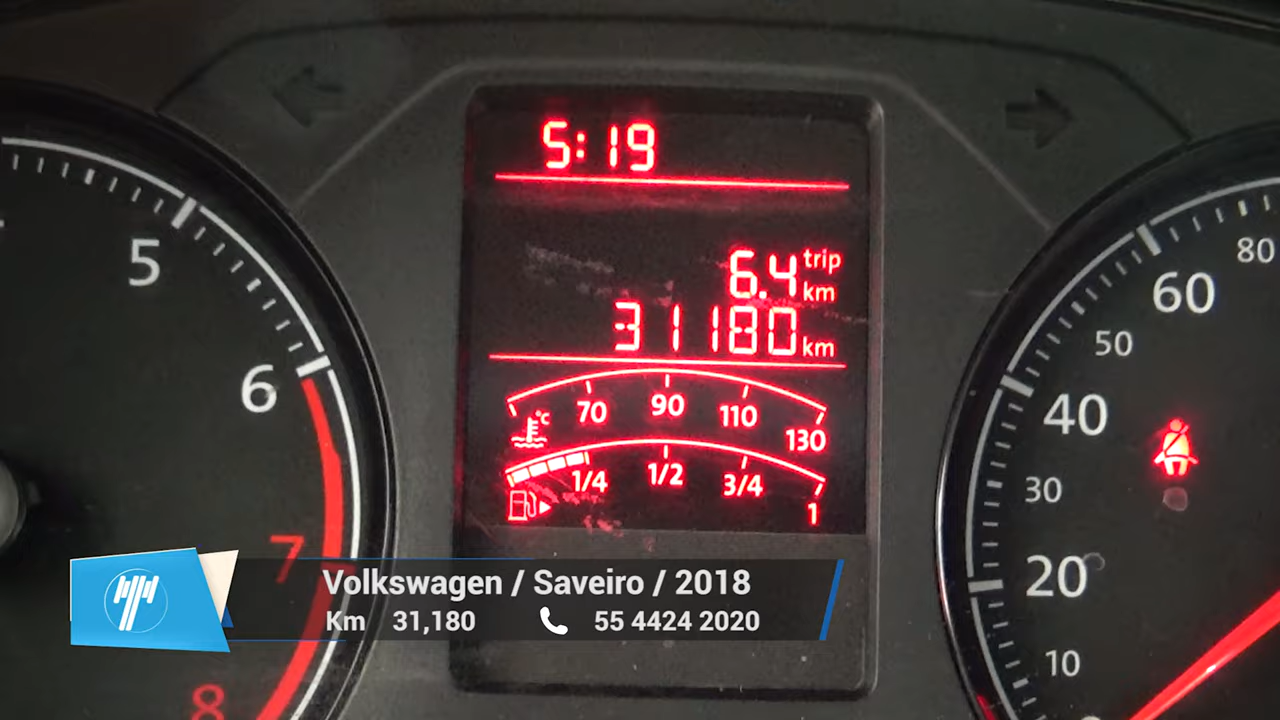 5:19
6.4 trip km
31180 km
70 90 110 130
°C
1/4 1/2 3/4 1
5
6
7
8
80
60
50
40
30
20
10
Volkswagen / Saveiro / 2018
Km 31,180 55 4424 2020